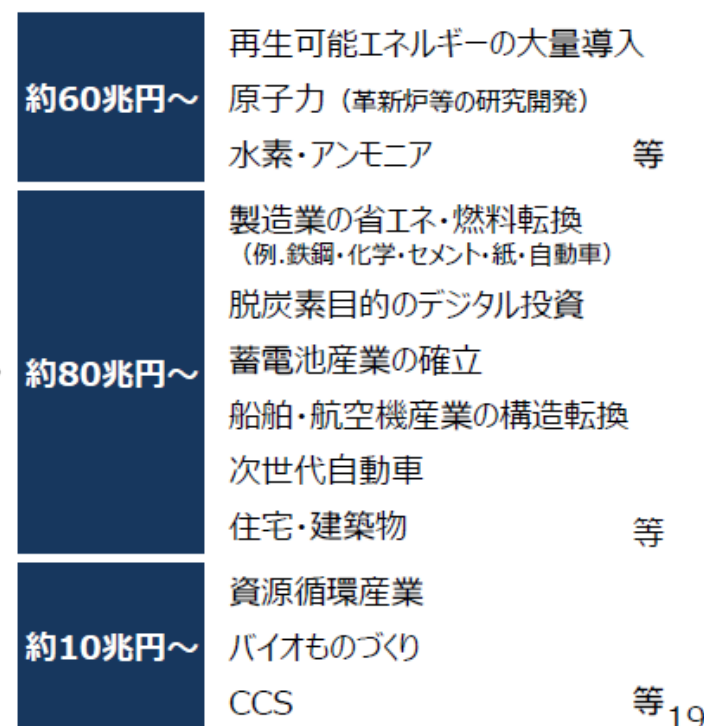 約60兆円～
再生可能エネルギーの大量導入
原子力（革新炉等の研究開発）
水素・アンモニア 等
約80兆円～
製造業の省エネ・燃料転換
（例.鉄鋼・化学・セメント・紙・自動車）
脱炭素目的のデジタル投資
蓄電池産業の確立
船舶・航空機産業の構造転換
次世代自動車
住宅・建築物 等
約10兆円～
資源循環産業
バイオものづくり
CCS 等
19